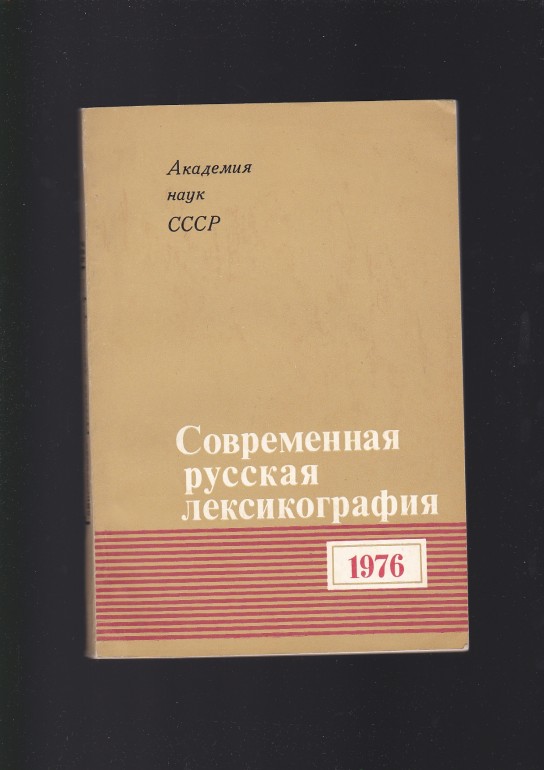 Академия
наук
СССР
Современная
русская
лексикография
1976